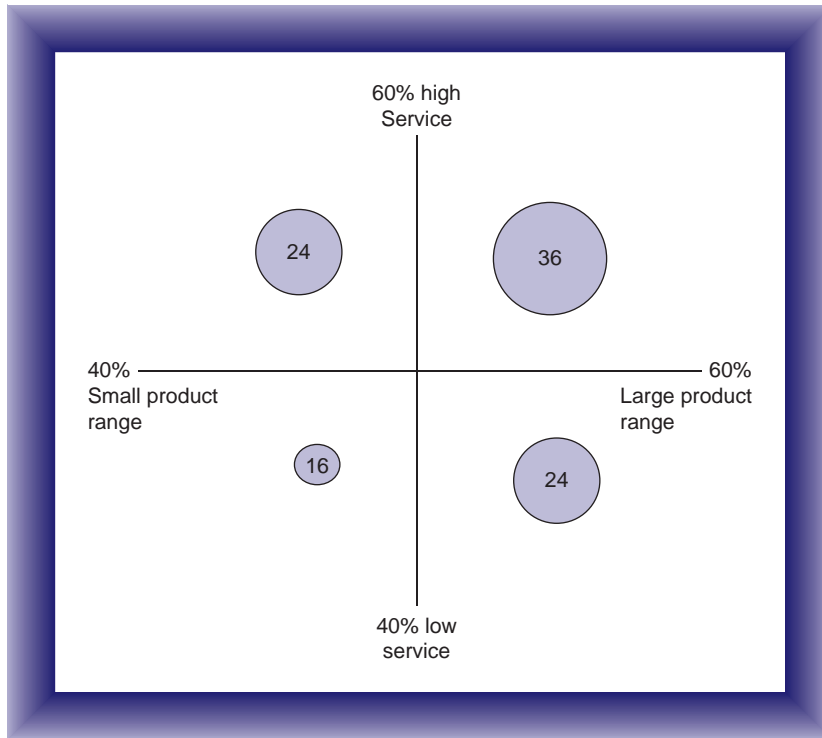 60% high
Service
24
36
40%
60%
Small product
range
Large product
range
16
24
40% low
service